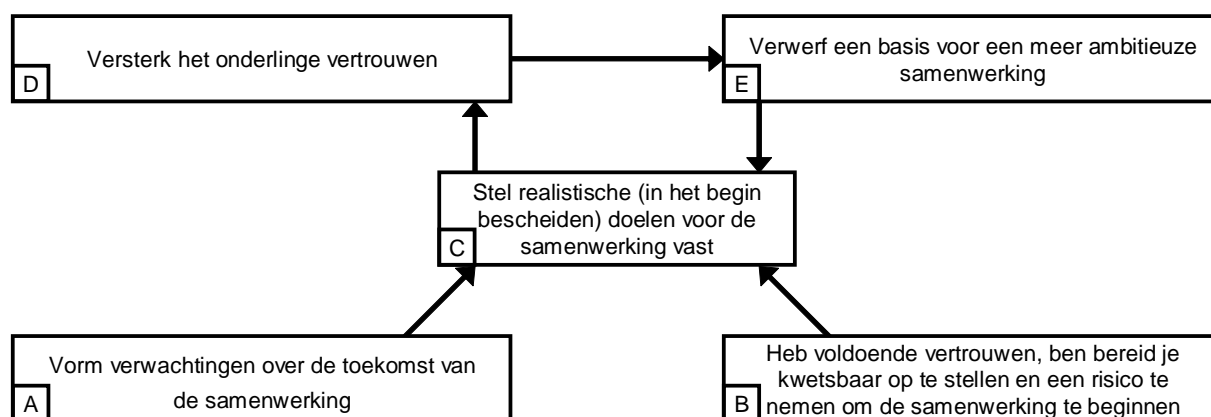 Versterk het onderlinge vertrouwen
D
Verwerf een basis voor een meer ambitieuze
samenwerking
E
Stel realistische (in het begin
bescheiden) doelen voor de
samenwerking vast
C
Vorm verwachtingen over de toekomst van
de samenwerking
A
Heb voldoende vertrouwen, ben bereid je
kwetsbaar op te stellen en een risico te
nemen om de samenwerking te beginnen
B